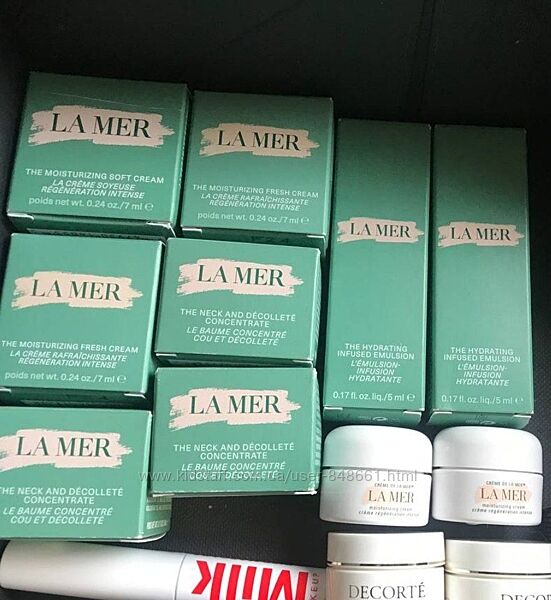 LA MER
THE MOISTURIZING SOFT CREAM
LA CRÈME SOYEUSE
RÉGÉNÉRATION INTENSE
poids net wt. 0.24 oz./7 ml ℮
LA MER
THE MOISTURIZING FRESH CREAM
LA CRÈME RAFRAÎCHISSANTE
RÉGÉNÉRATION INTENSE
poids net wt. 0.24 oz./7 ml ℮
LA MER
THE HYDRATING
INFUSED EMULSION
L'ÉMULSION-
INFUSION
HYDRATANTE
0.17 fl. oz. liq./5 ml ℮
LA MER
THE HYDRATING
INFUSED EMULSION
L'ÉMULSION-
INFUSION
HYDRATANTE
0.17 fl. oz. liq./5 ml ℮
LA MER
THE MOISTURIZING FRESH CREAM
LA CRÈME RAFRAÎCHISSANTE
RÉGÉNÉRATION INTENSE
poids net wt. 0.24 oz./7 ml ℮
LA MER
THE NECK AND DÉCOLLETÉ
CONCENTRATE
LE BAUME CONCENTRÉ
COU ET DÉCOLLETÉ
LA MER
THE NECK AND DÉCOLLETÉ
CONCENTRATE
LE BAUME CONCENTRÉ
COU ET DÉCOLLETÉ
LA MER
THE NECK AND DÉCOLLETÉ
CONCENTRATE
LE BAUME CONCENTRÉ
COU ET DÉCOLLETÉ
CRÈME DE LA MER
LA MER
moisturizing cream
crème régénération intense
CRÈME DE LA MER
LA MER
moisturizing cream
crème régénération intense
Milk
DECORTÉ
DECORTÉ